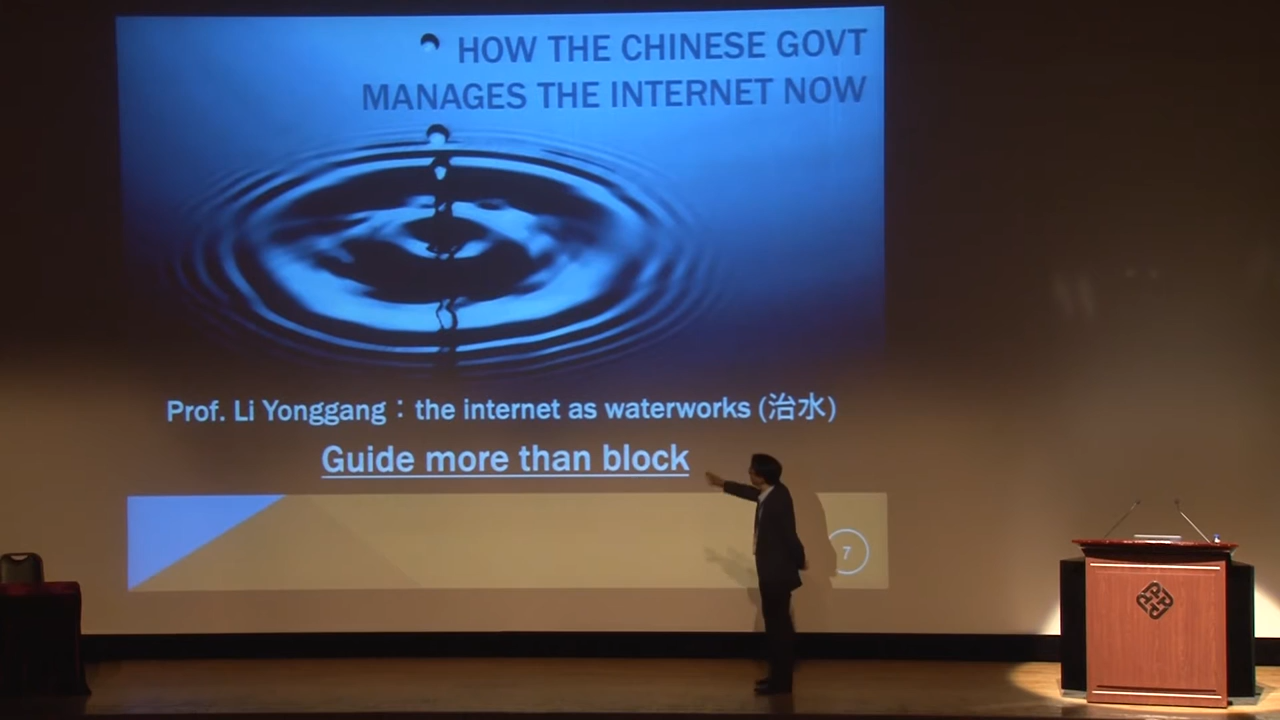 HOW THE CHINESE GOVT
MANAGES THE INTERNET NOW
Prof. Li Yonggang：the internet as waterworks (治水)
Guide more than block
7